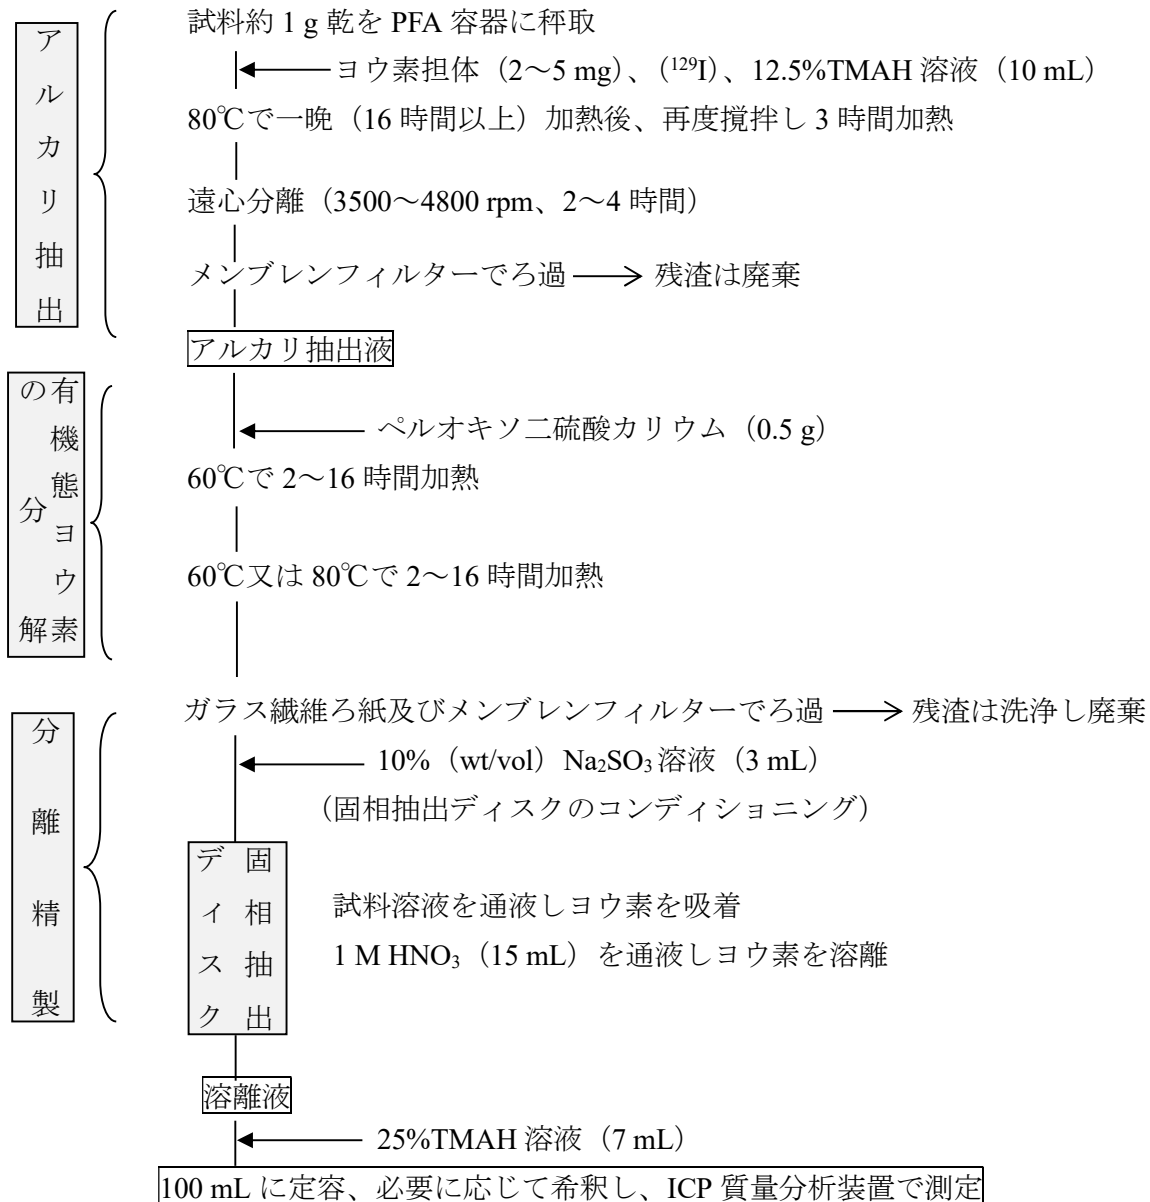 アルカリ抽出
試料約 1 g 乾を PFA 容器に秤取
ヨウ素担体（2～5 mg）、（¹²⁹I）、12.5%TMAH 溶液（10 mL）
80℃で一晩（16 時間以上）加熱後、再度撹拌し 3 時間加熱
遠心分離（3500～4800 rpm、2～4 時間）
メンブレンフィルターでろ過 → 残渣は廃棄
アルカリ抽出液
有機態ヨウ素
の分解
ペルオキソ二硫酸カリウム（0.5 g）
60℃で 2～16 時間加熱
60℃又は 80℃で 2～16 時間加熱
分離精製
ガラス繊維ろ紙及びメンブレンフィルターでろ過 → 残渣は洗浄し廃棄
10%（wt/vol）Na₂SO₃ 溶液（3 mL）
（固相抽出ディスクのコンディショニング）
固相抽出
ディスク
試料溶液を通液しヨウ素を吸着
1 M HNO₃（15 mL）を通液しヨウ素を溶離
溶離液
25%TMAH 溶液（7 mL）
100 mL に定容、必要に応じて希釈し、ICP 質量分析装置で測定